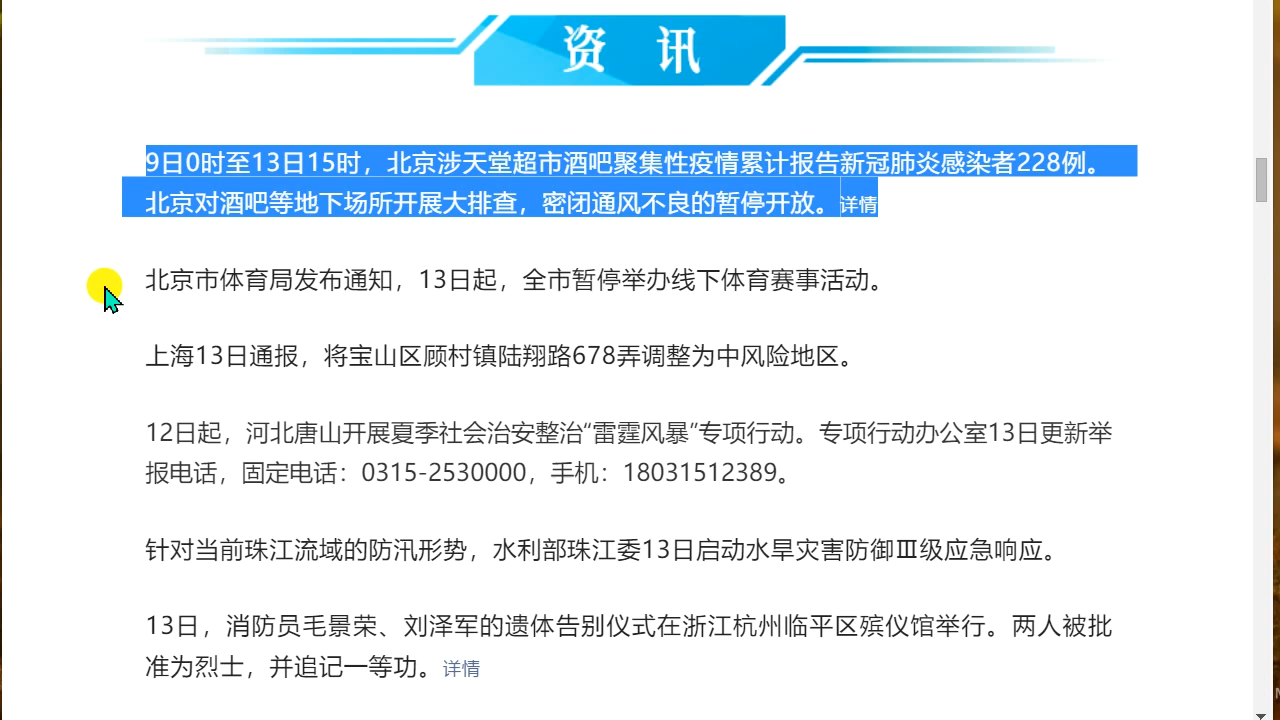 资 讯
9日0时至13日15时，北京涉天堂超市酒吧聚集性疫情累计报告新冠肺炎感染者228例。
北京对酒吧等地下场所开展大排查，密闭通风不良的暂停开放。详情
北京市体育局发布通知，13日起，全市暂停举办线下体育赛事活动。
上海13日通报，将宝山区顾村镇陆翔路678弄调整为中风险地区。
12日起，河北唐山开展夏季社会治安整治“雷霆风暴”专项行动。专项行动办公室13日更新举
报电话，固定电话：0315-2530000，手机：18031512389。
针对当前珠江流域的防汛形势，水利部珠江委13日启动水旱灾害防御Ⅲ级应急响应。
13日，消防员毛景荣、刘泽军的遗体告别仪式在浙江杭州临平区殡仪馆举行。两人被批
准为烈士，并追记一等功。详情